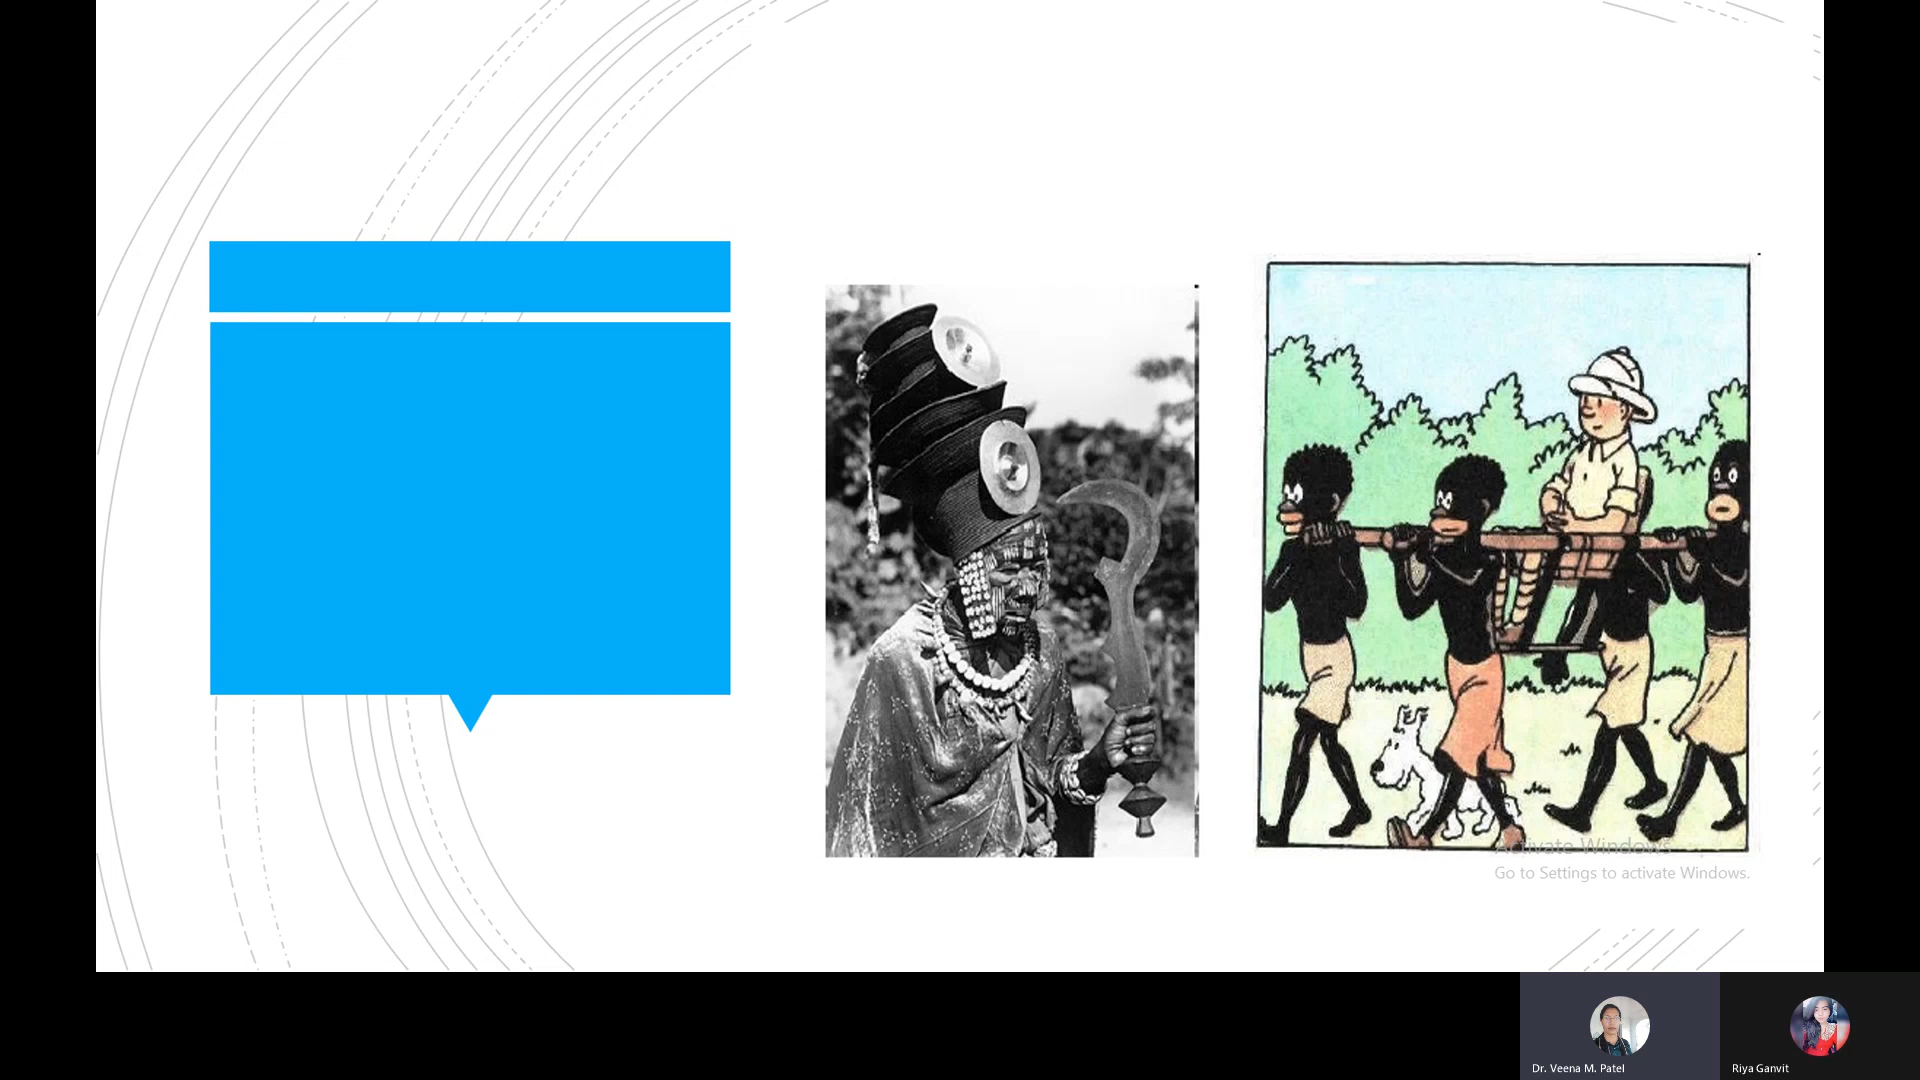 Activate Windows
Go to Settings to activate Windows.
Dr. Veena M. Patel
Riya Ganvit